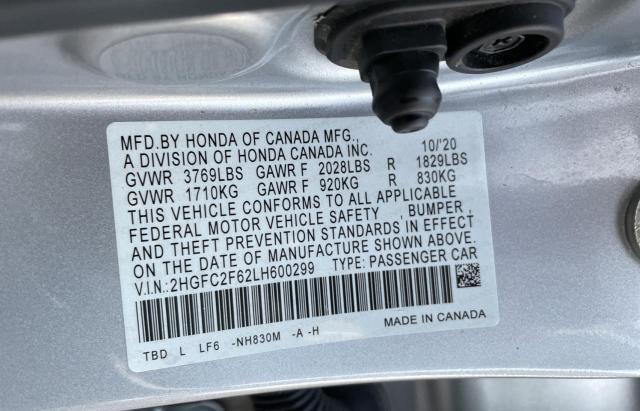 MFD.BY HONDA OF CANADA MFG., 10/'20
A DIVISION OF HONDA CANADA INC.
GVWR 3769LBS GAWR F 2028LBS R 1829LBS
GVWR 1710KG GAWR F 920KG R 830KG
THIS VEHICLE CONFORMS TO ALL APPLICABLE
FEDERAL MOTOR VEHICLE SAFETY , BUMPER ,
AND THEFT PREVENTION STANDARDS IN EFFECT
ON THE DATE OF MANUFACTURE SHOWN ABOVE.
V.I.N.:2HGFC2F62LH600299 TYPE: PASSENGER CAR
TBD L LF6 -NH830M -A -H MADE IN CANADA